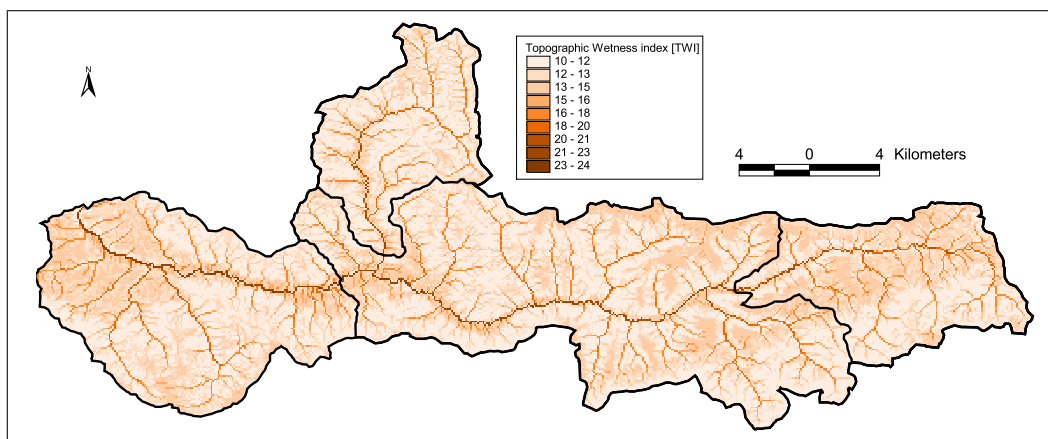 N
Topographic Wetness index [TWI]
10 - 12
12 - 13
13 - 15
15 - 16
16 - 18
18 - 20
20 - 21
21 - 23
23 - 24
4 0 4 Kilometers